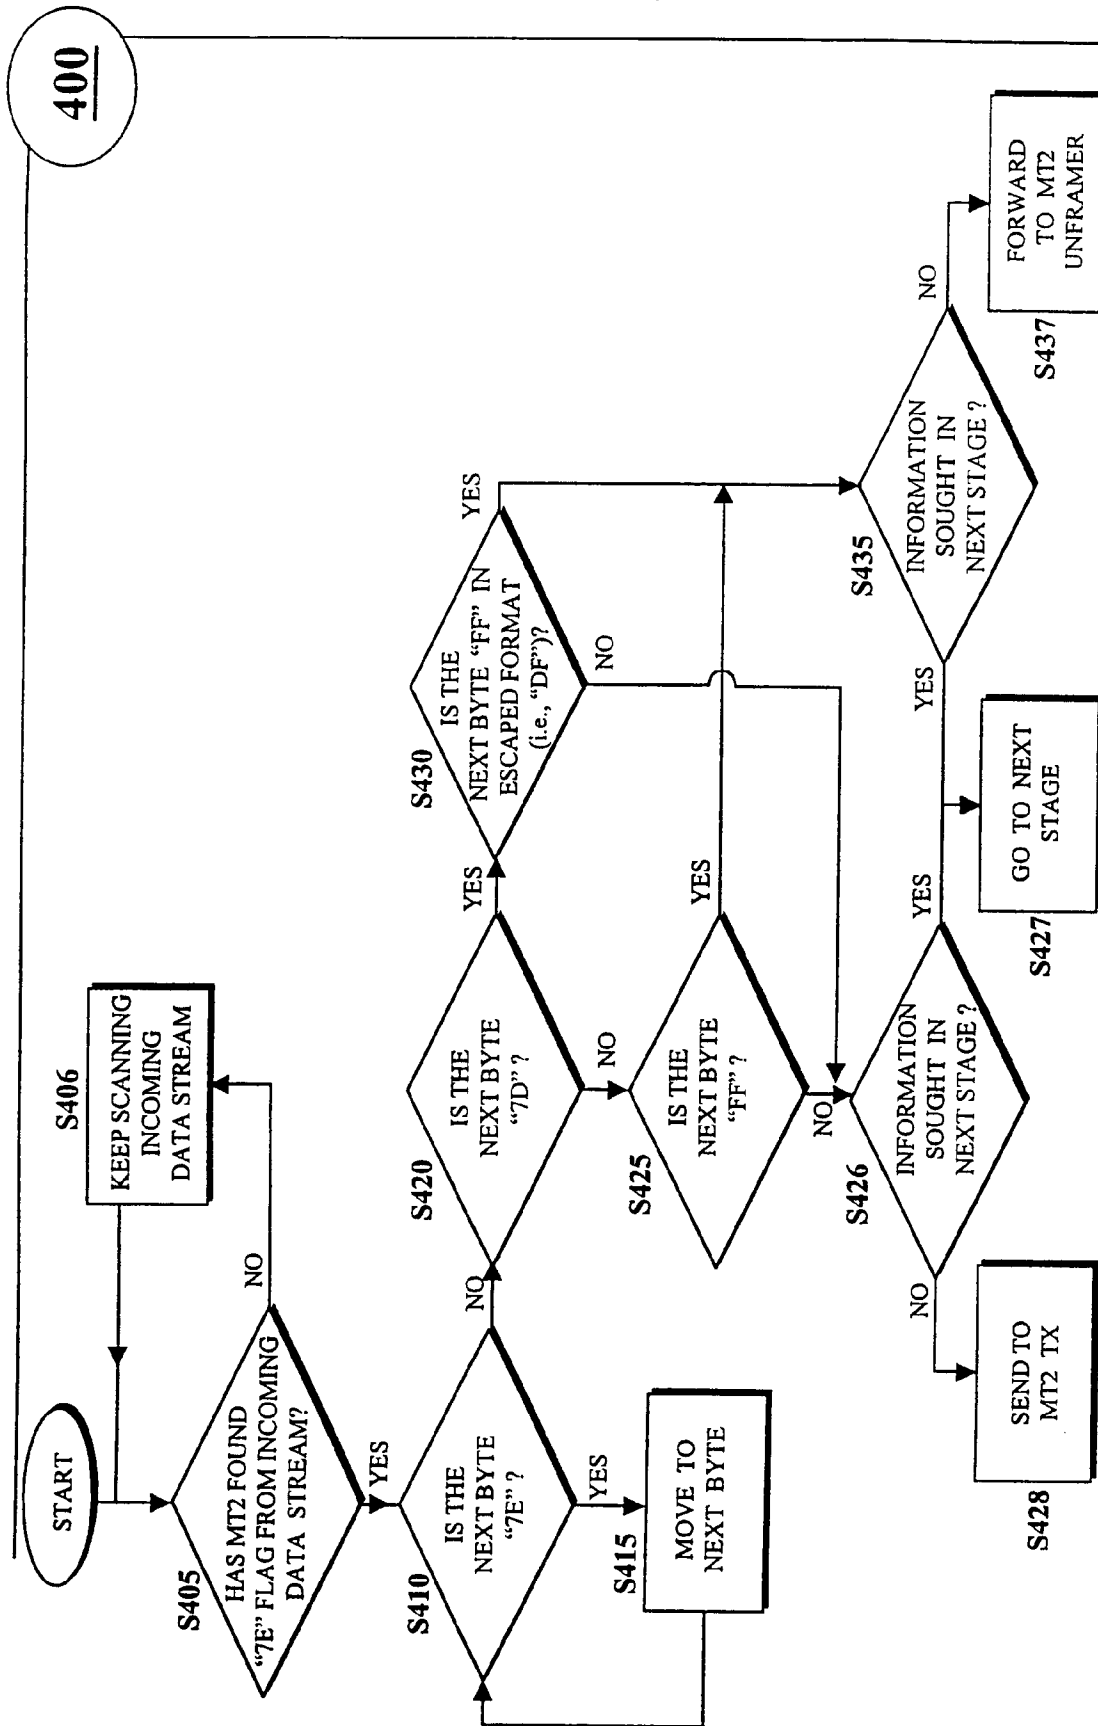 400
START
S405
HAS MT2 FOUND
“7E” FLAG FROM INCOMING
DATA STREAM?
NO
YES
S406
KEEP SCANNING
INCOMING
DATA STREAM
S410
IS THE
NEXT BYTE
“7E” ?
NO
YES
S415
MOVE TO
NEXT BYTE
S420
IS THE
NEXT BYTE
“7D” ?
YES
NO
S430
IS THE
NEXT BYTE “FF” IN
ESCAPED FORMAT
(i.e., “DF”)?
YES
NO
S425
IS THE
NEXT BYTE
“FF” ?
YES
NO
S426
INFORMATION
SOUGHT IN
NEXT STAGE ?
NO
YES
S428
SEND TO
MT2 TX
S427
GO TO NEXT
STAGE
S435
INFORMATION
SOUGHT IN
NEXT STAGE ?
YES
NO
S437
FORWARD
TO MT2
UNFRAMER